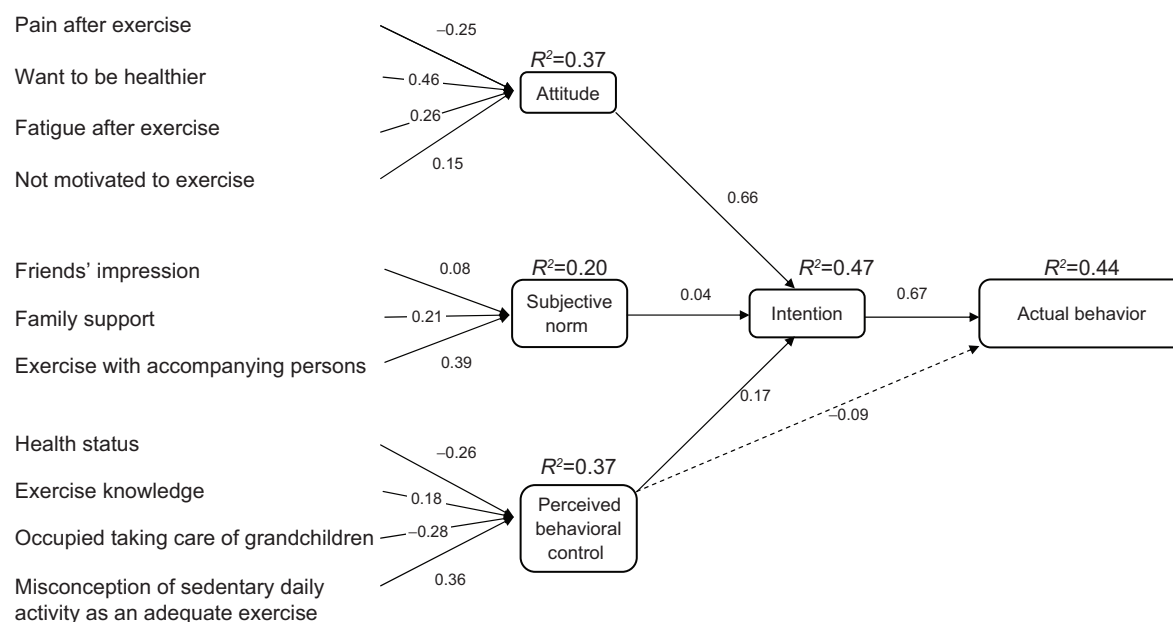 Pain after exercise
−0.25
Want to be healthier
0.46
Fatigue after exercise
0.26
Not motivated to exercise
0.15
R²=0.37
Attitude
0.66
Friends’ impression
0.08
Family support
0.21
Exercise with accompanying persons
0.39
R²=0.20
Subjective
norm
0.04
R²=0.47
Intention
0.67
R²=0.44
Actual behavior
Health status
−0.26
Exercise knowledge
0.18
Occupied taking care of grandchildren
−0.28
Misconception of sedentary daily
activity as an adequate exercise
0.36
R²=0.37
Perceived
behavioral
control
0.17
−0.09